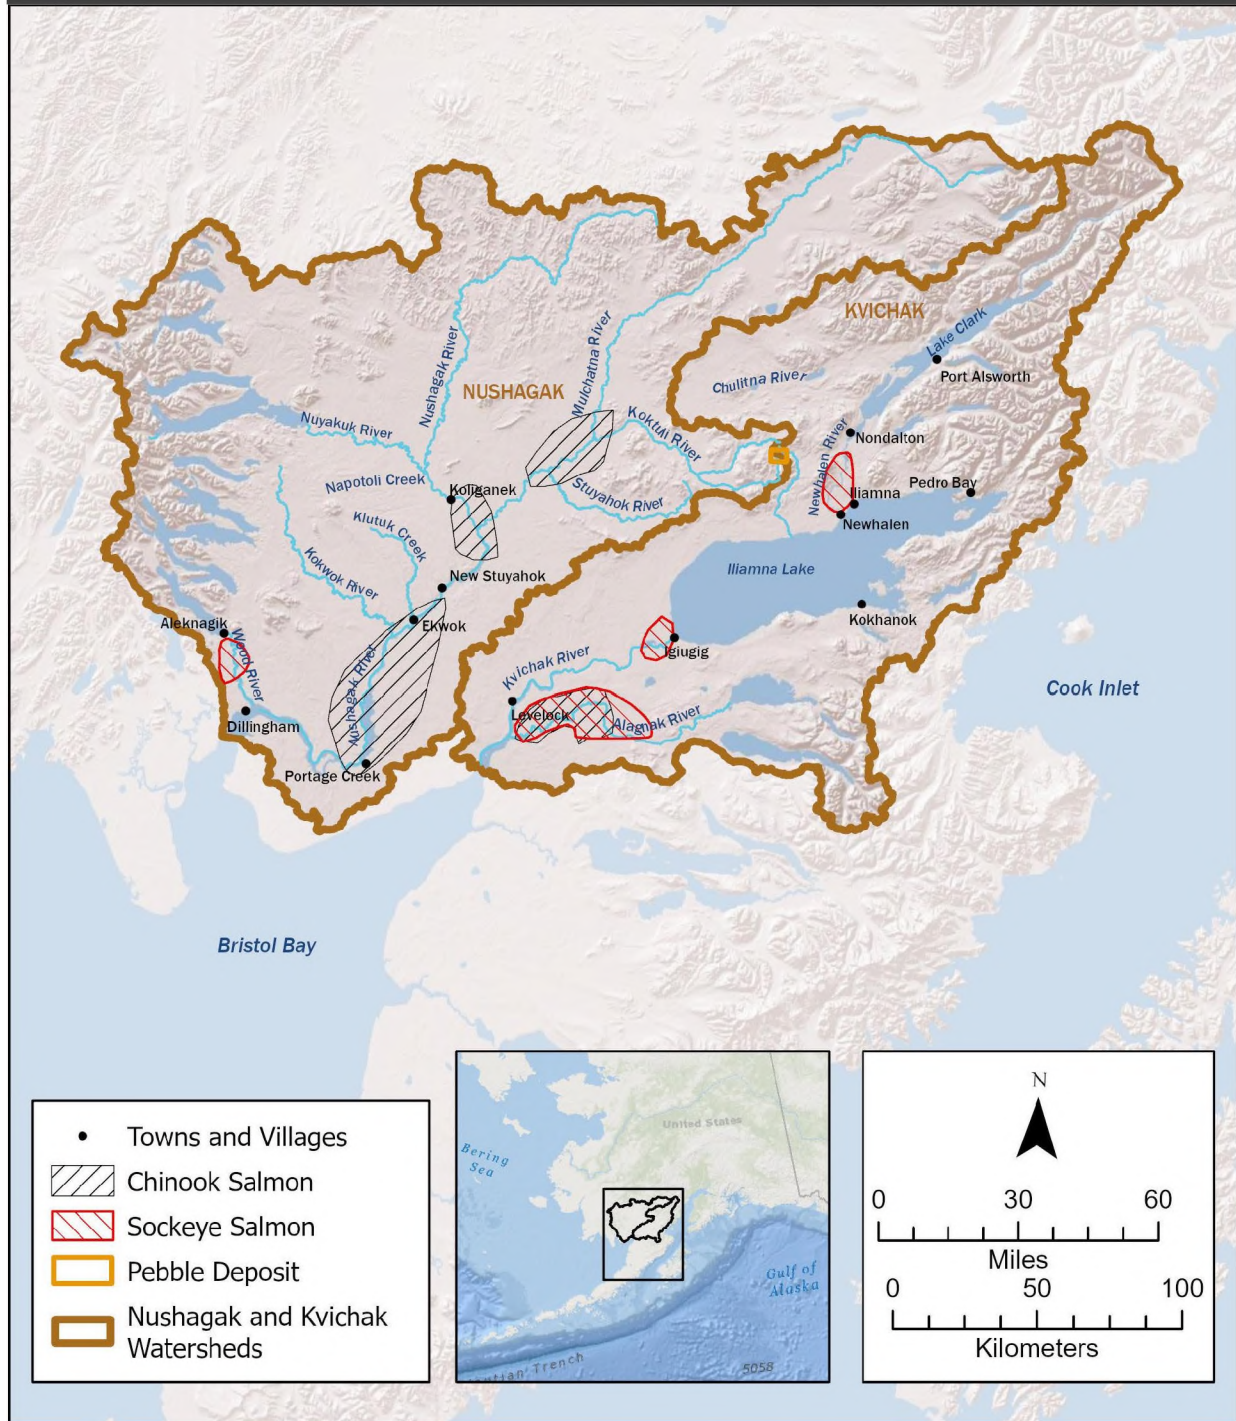 KVICHAK
Lake Clark
Mulchatna River
Nushagak River
Port Alsworth
Chulitna River
NUSHAGAK
Koktuli River
Nuyakuk River
Newhalen River
Nondalton
Napotoli Creek
Koliganek
Stuyahok River
Pedro Bay
Iliamna
Newhalen
Klutuk Creek
Kokwok River
Iliamna Lake
New Stuyahok
Kokhanok
Aleknagik
Ekwok
Wood River
Igiugig
Kvichak River
Cook Inlet
Nushagak River
Levelock
Alagnak River
Dillingham
Portage Creek
Bristol Bay
Towns and Villages
Chinook Salmon
Sockeye Salmon
Pebble Deposit
Nushagak and Kvichak
Watersheds
United States
Bering
Sea
Gulf of
Alaska
5058
N
0 30 60
Miles
0 50 100
Kilometers